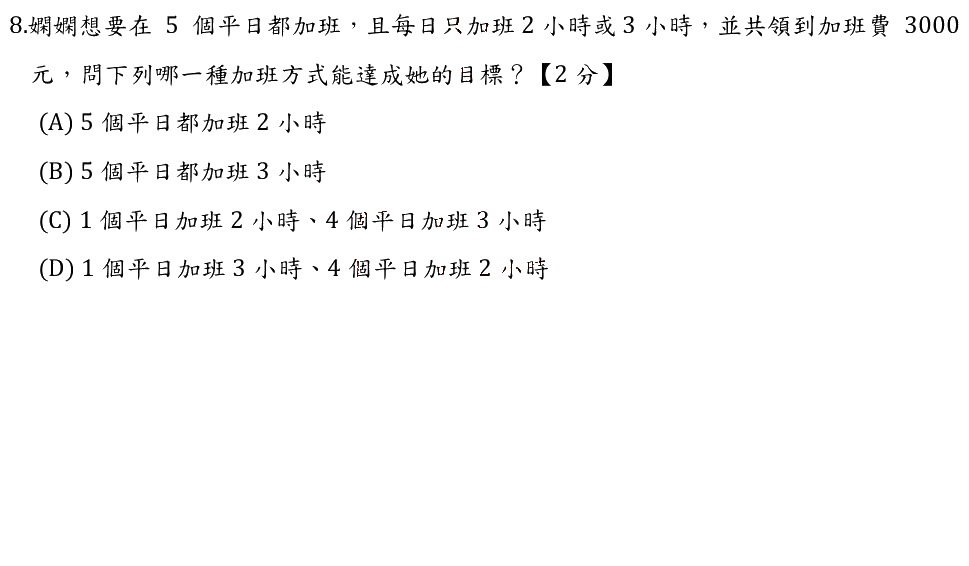 8.嫻嫻想要在 5 個平日都加班，且每日只加班 2 小時或 3 小時，並共領到加班費 3000
元，問下列哪一種加班方式能達成她的目標？【2 分】
(A) 5 個平日都加班 2 小時
(B) 5 個平日都加班 3 小時
(C) 1 個平日加班 2 小時、4 個平日加班 3 小時
(D) 1 個平日加班 3 小時、4 個平日加班 2 小時